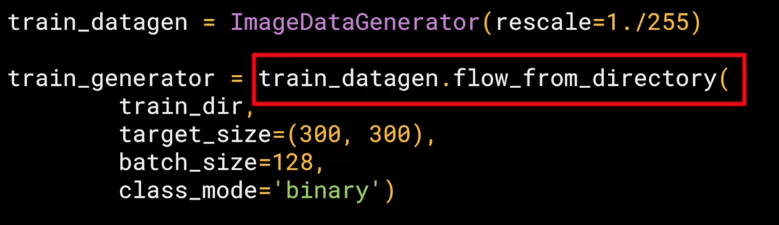 train_datagen = ImageDataGenerator(rescale=1./255)
train_generator = train_datagen.flow_from_directory(
train_dir,
target_size=(300, 300),
batch_size=128,
class_mode='binary')